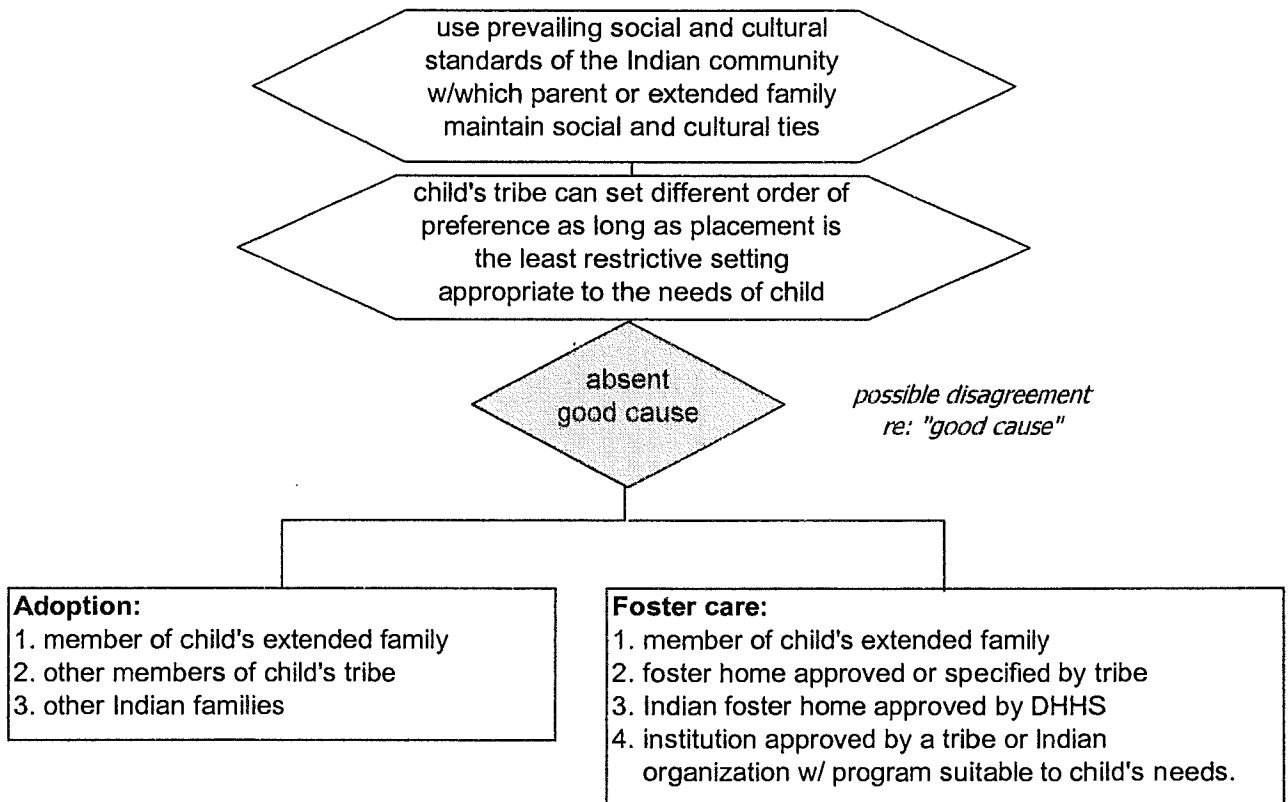 use prevailing social and cultural
standards of the Indian community
w/which parent or extended family
maintain social and cultural ties
child's tribe can set different order of
preference as long as placement is
the least restrictive setting
appropriate to the needs of child
absent
good cause
possible disagreement
re: "good cause"
Adoption:
1. member of child's extended family
2. other members of child's tribe
3. other Indian families
Foster care:
1. member of child's extended family
2. foster home approved or specified by tribe
3. Indian foster home approved by DHHS
4. institution approved by a tribe or Indian
organization w/ program suitable to child's needs.